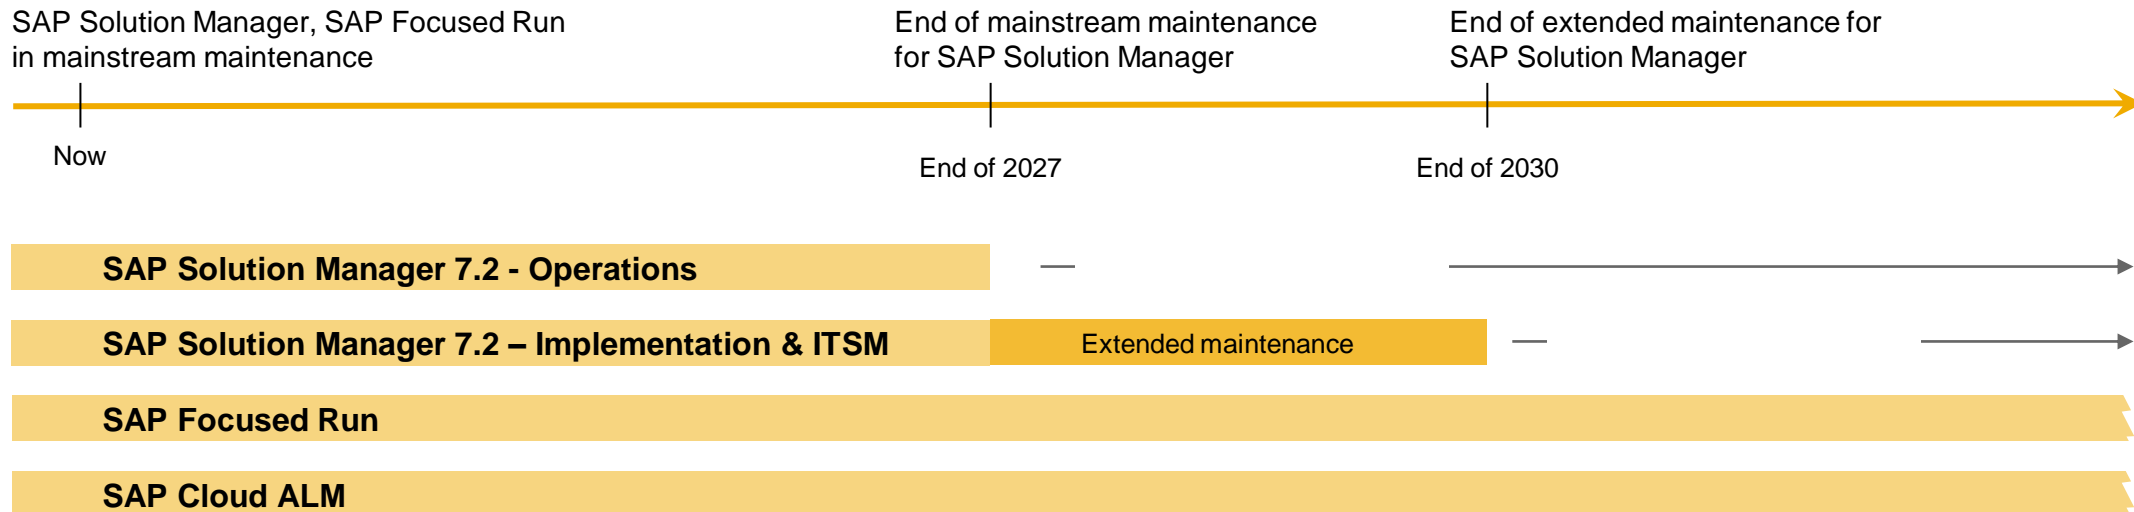 SAP Solution Manager, SAP Focused Run
in mainstream maintenance
End of mainstream maintenance
for SAP Solution Manager
End of extended maintenance for
SAP Solution Manager
Now
End of 2027
End of 2030
SAP Solution Manager 7.2 - Operations
SAP Solution Manager 7.2 – Implementation & ITSM
Extended maintenance
SAP Focused Run
SAP Cloud ALM